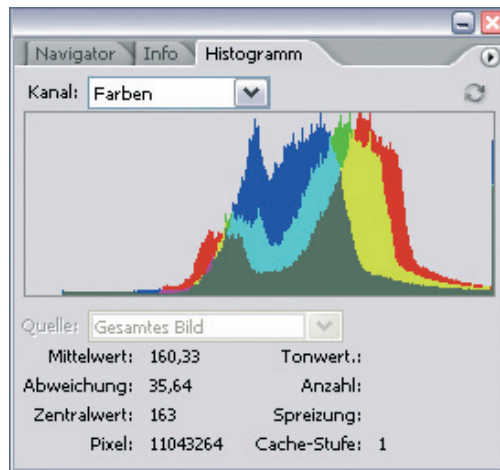 Navigator Info Histogramm
Kanal: Farben
Quelle: Gesamtes Bild
Mittelwert: 160,33 Tonwert.:
Abweichung: 35,64 Anzahl:
Zentralwert: 163 Spreizung:
Pixel: 11043264 Cache-Stufe: 1